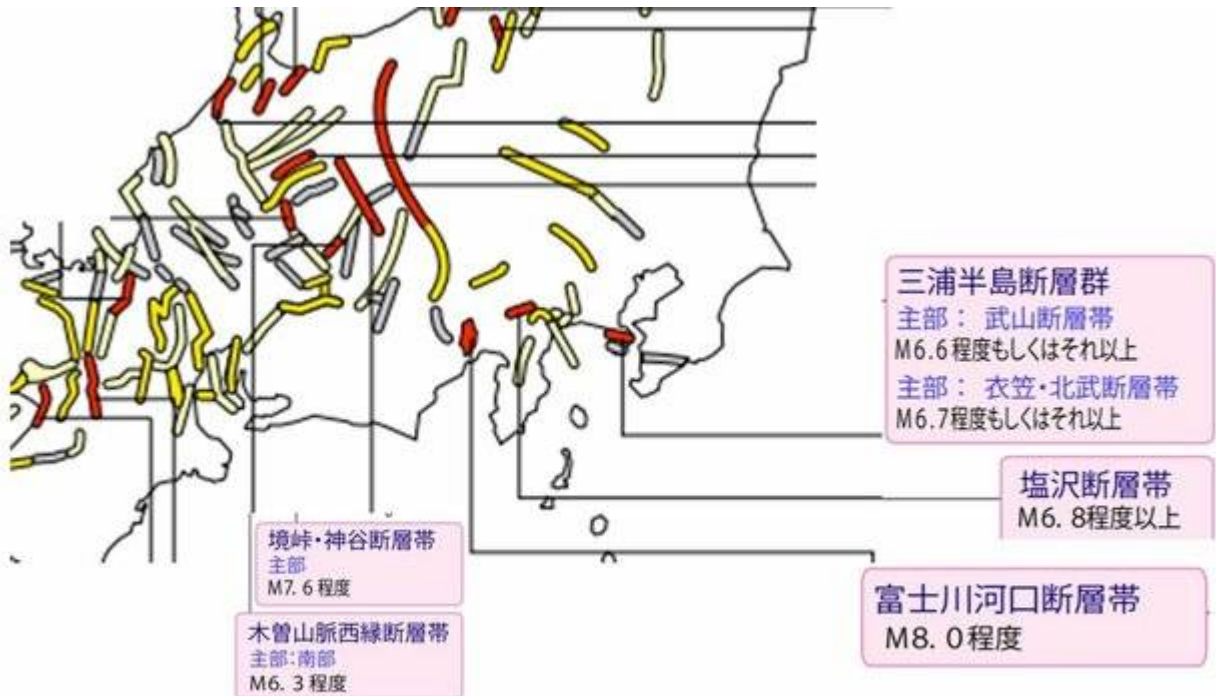 三浦半島断層群
主部： 武山断層帯
M6.6程度もしくはそれ以上
主部： 衣笠・北武断層帯
M6.7程度もしくはそれ以上
塩沢断層帯
M6. 8程度以上
富士川河口断層帯
M8. 0程度
境峠・神谷断層帯
主部
M7. 6程度
木曽山脈西縁断層帯
主部：南部
M6. 3程度